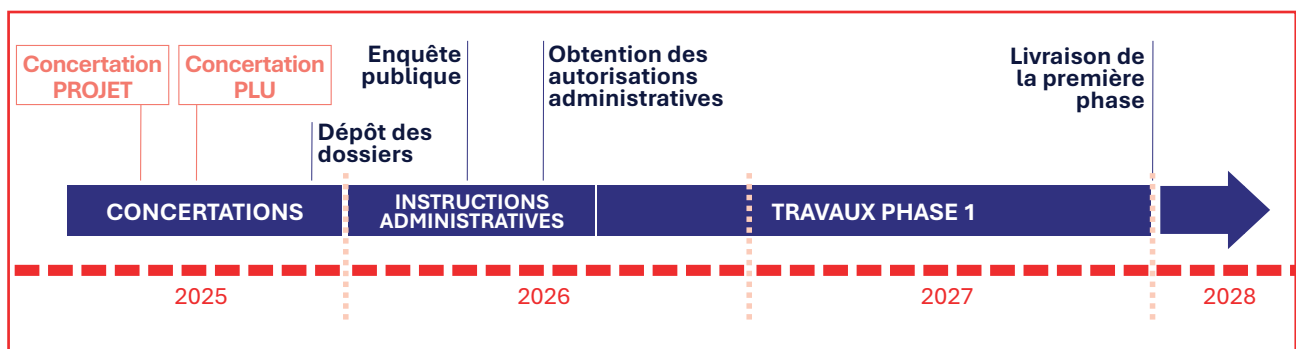 Concertation
PROJET
Concertation
PLU
Dépôt des
dossiers
Enquête
publique
Obtention des
autorisations
administratives
Livraison de
la première
phase
CONCERTATIONS
INSTRUCTIONS
ADMINISTRATIVES
TRAVAUX PHASE 1
2025
2026
2027
2028